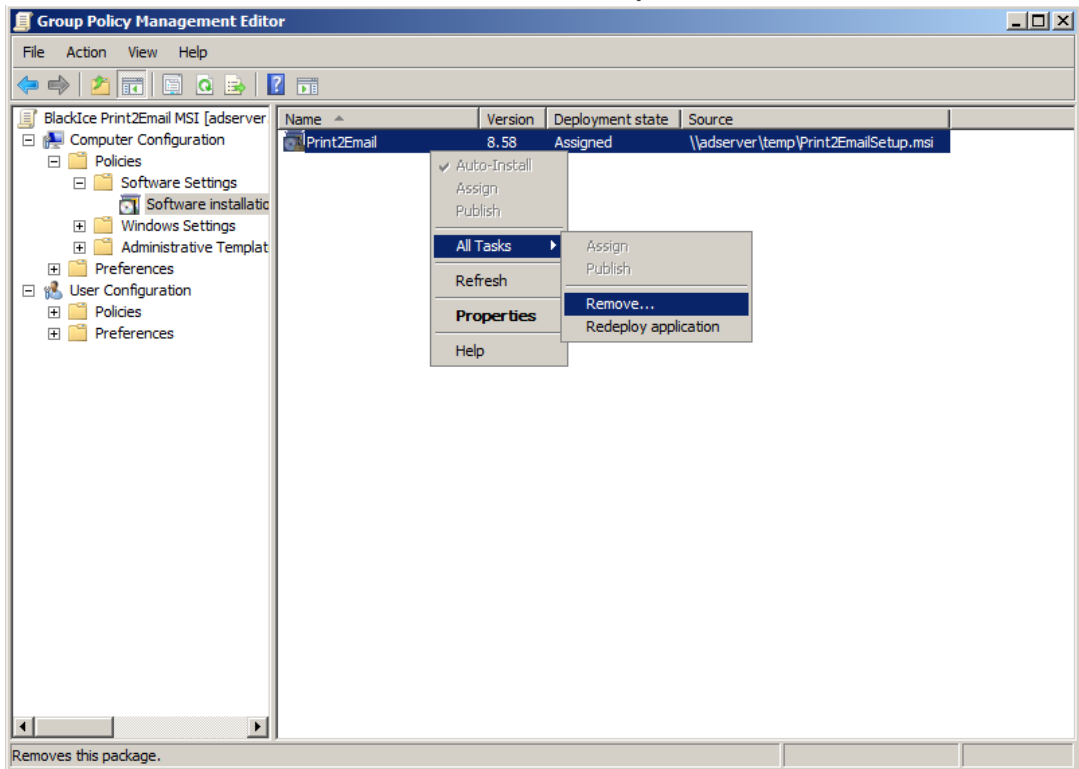 Group Policy Management Editor
File Action View Help
BlackIce Print2Email MSI [adserver
Computer Configuration
Policies
Software Settings
Software installatic
Windows Settings
Administrative Templat
Preferences
User Configuration
Policies
Preferences
Name Version Deployment state Source
Print2Email 8.58 Assigned \\adserver\temp\Print2EmailSetup.msi
Auto-Install
Assign
Publish
All Tasks
Refresh
Properties
Help
Assign
Publish
Remove...
Redeploy application
Removes this package.